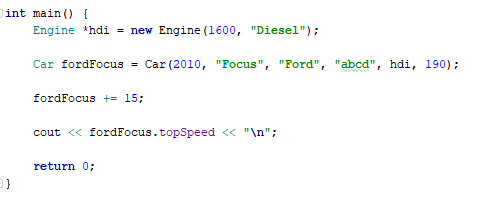 int main() {
Engine *hdi = new Engine(1600, "Diesel");
Car fordFocus = Car(2010, "Focus", "Ford", "abcd", hdi, 190);
fordFocus += 15;
cout << fordFocus.topSpeed << "\n";
return 0;
}